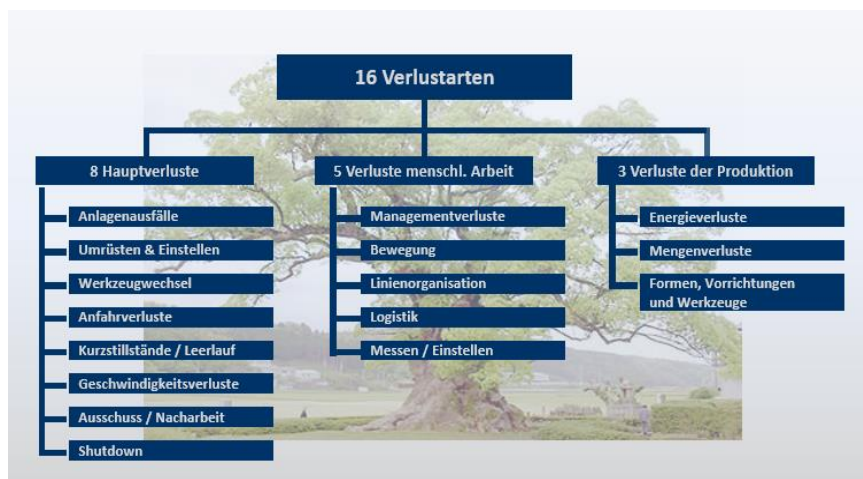 16 Verlustarten
8 Hauptverluste
Anlagenausfälle
Umrüsten & Einstellen
Werkzeugwechsel
Anfahrverluste
Kurzstillstände / Leerlauf
Geschwindigkeitsverluste
Ausschuss / Nacharbeit
Shutdown
5 Verluste menschl. Arbeit
Managementverluste
Bewegung
Linienorganisation
Logistik
Messen / Einstellen
3 Verluste der Produktion
Energieverluste
Mengenverluste
Formen, Vorrichtungen
und Werkzeuge